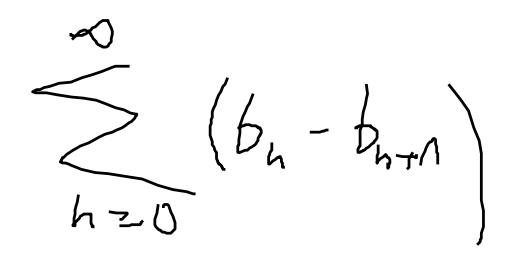 ∞
∑ (b_n - b_{n+1})
n=0